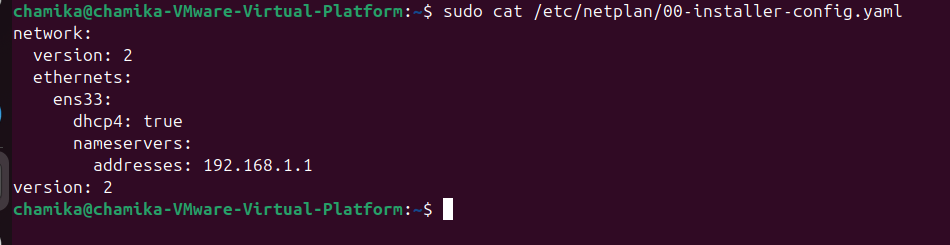 chamika@chamika-VMware-Virtual-Platform:~$ sudo cat /etc/netplan/00-installer-config.yaml
network:
  version: 2
  ethernets:
    ens33:
      dhcp4: true
      nameservers:
        addresses: 192.168.1.1
version: 2
chamika@chamika-VMware-Virtual-Platform:~$